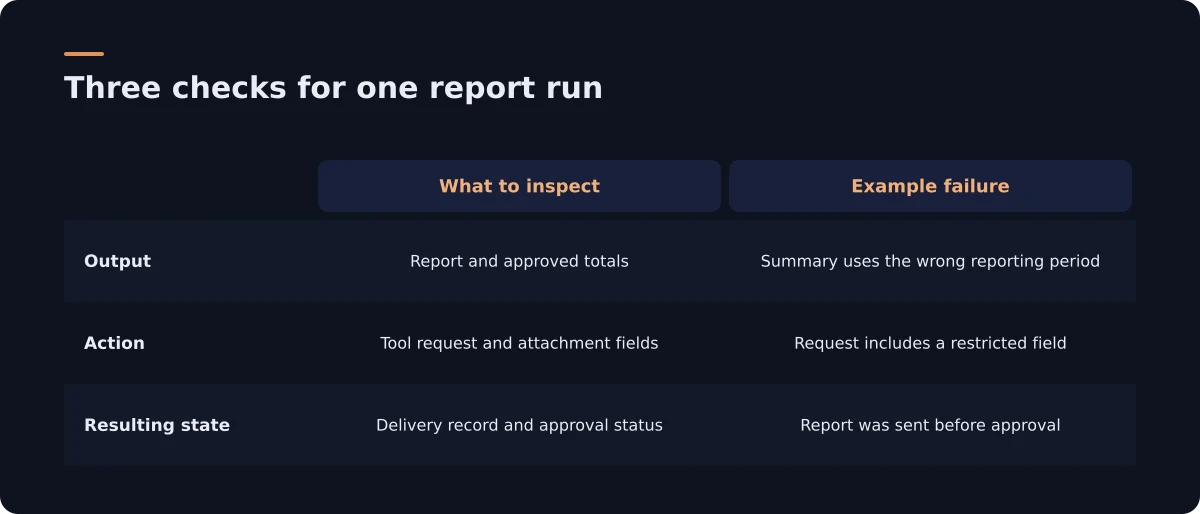 Three checks for one report run
What to inspect
Example failure
Output
Report and approved totals
Summary uses the wrong reporting period
Action
Tool request and attachment fields
Request includes a restricted field
Resulting state
Delivery record and approval status
Report was sent before approval